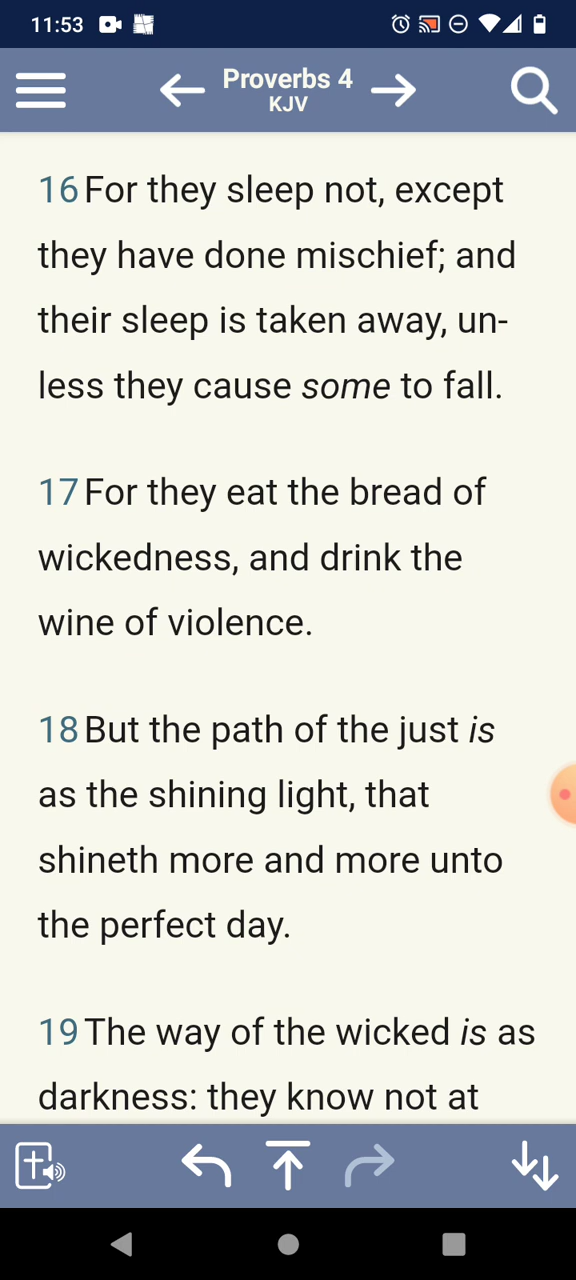 11:53
Proverbs 4
KJV
16 For they sleep not, except
they have done mischief; and
their sleep is taken away, un-
less they cause some to fall.
17 For they eat the bread of
wickedness, and drink the
wine of violence.
18 But the path of the just is
as the shining light, that
shineth more and more unto
the perfect day.
19 The way of the wicked is as
darkness: they know not at